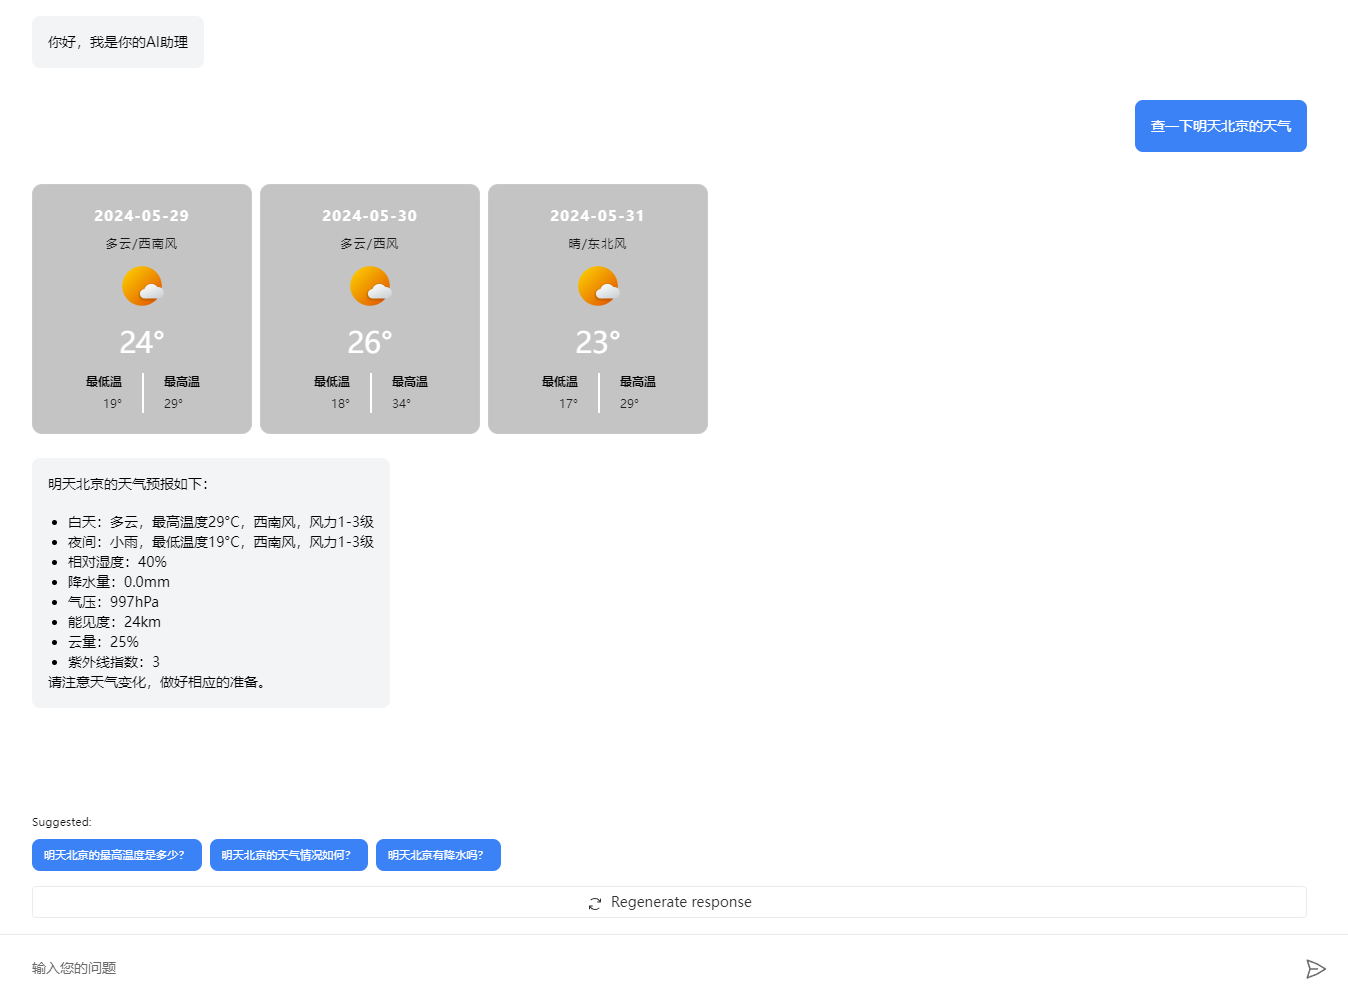 你好，我是你的AI助理
查一下明天北京的天气
2024-05-29
多云/西南风
24°
最低温 最高温
19° 29°
2024-05-30
多云/西风
26°
最低温 最高温
18° 34°
2024-05-31
晴/东北风
23°
最低温 最高温
17° 29°
明天北京的天气预报如下：
• 白天：多云，最高温度29°C，西南风，风力1-3级
• 夜间：小雨，最低温度19°C，西南风，风力1-3级
• 相对湿度：40%
• 降水量：0.0mm
• 气压：997hPa
• 能见度：24km
• 云量：25%
• 紫外线指数：3
请注意天气变化，做好相应的准备。
Suggested:
明天北京的最高温度是多少？ 明天北京的天气情况如何？ 明天北京有降水吗？
Regenerate response
输入您的问题